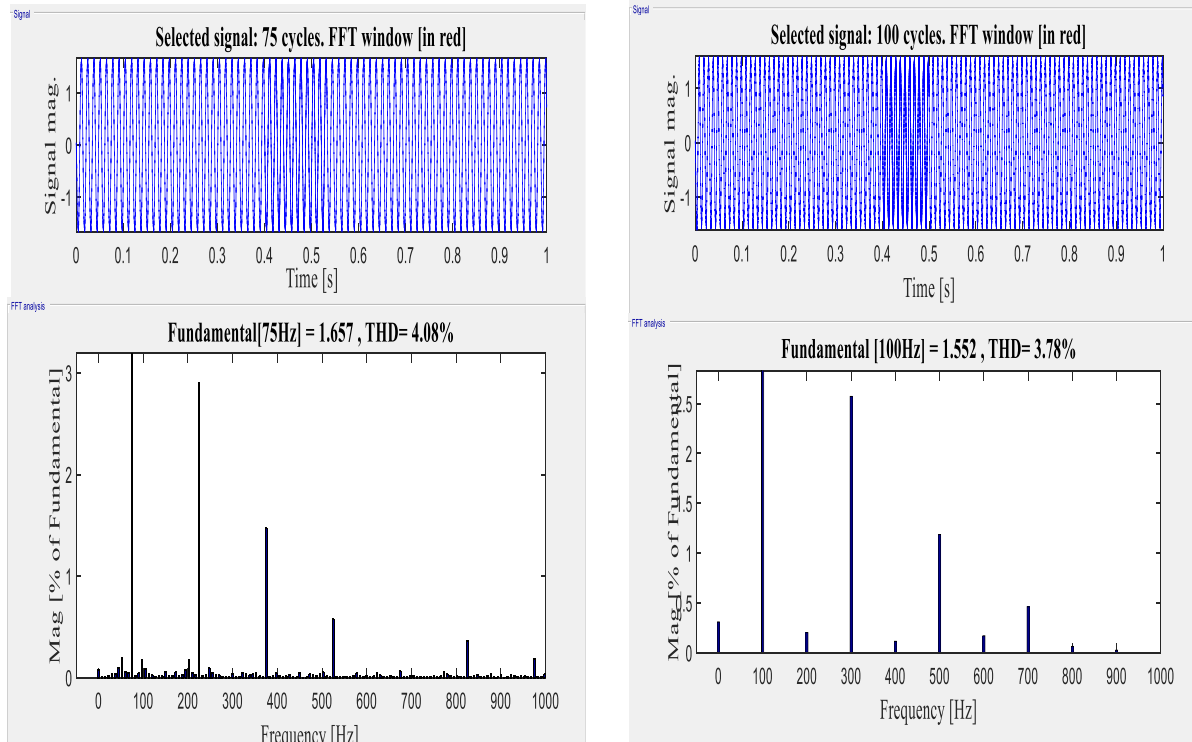 Signal
Selected signal: 75 cycles. FFT window [in red]
Signal mag.
1
0
-1
0 0.1 0.2 0.3 0.4 0.5 0.6 0.7 0.8 0.9 1
Time [s]
FFT analysis
Fundamental[75Hz] = 1.657 , THD= 4.08%
Mag [% of Fundamental]
3
2
1
0
0 100 200 300 400 500 600 700 800 900 1000
Frequency [Hz]
Signal
Selected signal: 100 cycles. FFT window [in red]
Signal mag.
1
0
-1
0 0.1 0.2 0.3 0.4 0.5 0.6 0.7 0.8 0.9 1
Time [s]
FFT analysis
Fundamental [100Hz] = 1.552 , THD= 3.78%
Mag [% of Fundamental]
2.5
2
1.5
1
0.5
0
0 100 200 300 400 500 600 700 800 900 1000
Frequency [Hz]